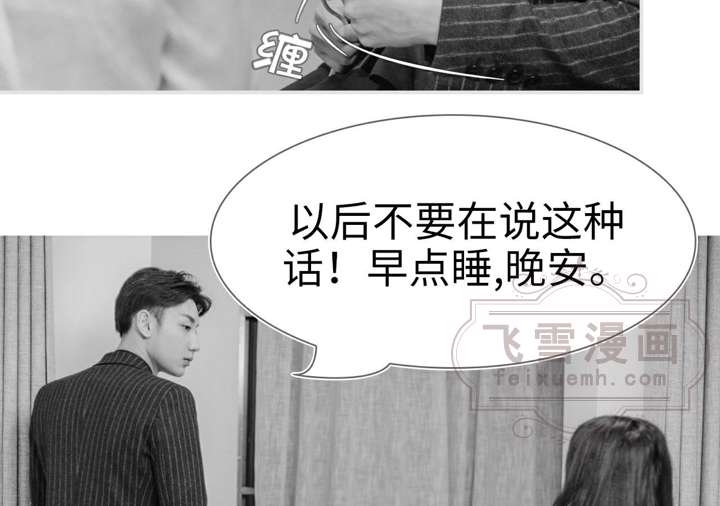 缠
以后不要在说这种
话！早点睡,晚安。
飞雪漫画
feixuemh.com